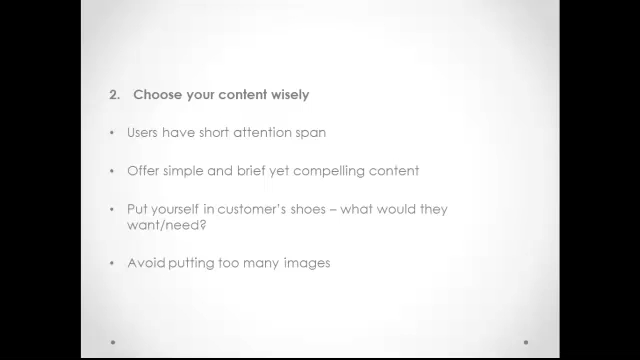 2. Choose your content wisely
• Users have short attention span
• Offer simple and brief yet compelling content
• Put yourself in customer's shoes – what would they
want/need?
• Avoid putting too many images